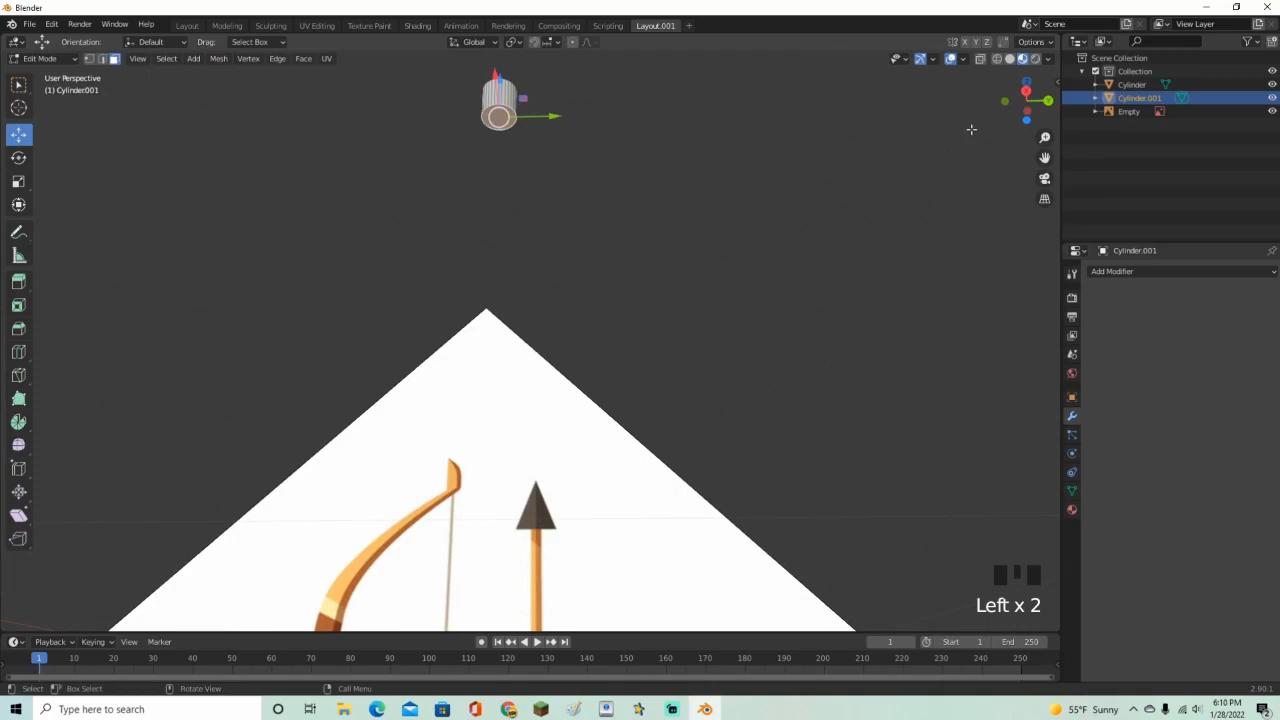 Blender
File Edit Render Window Help Layout Modeling Sculpting UV Editing Texture Paint Shading Animation Rendering Compositing Scripting Layout.001 + Scene View Layer
Orientation: Default Drag: Select Box Global X Y Z Options
Edit Mode View Select Add Mesh Vertex Edge Face UV
User Perspective
(1) Cylinder.001
Scene Collection
Collection
Cylinder
Cylinder.001
Empty
Cylinder.001
Add Modifier
Left x 2
Playback Keying View Marker 1 Start 1 End 250
1 10 20 30 40 50 60 70 80 90 100 110 120 130 140 150 160 170 180 190 200 210 220 230 240 250
Select Box Select Rotate View Call Menu 2.90.1
Type here to search 55°F Sunny 6:10 PM
1/28/2022